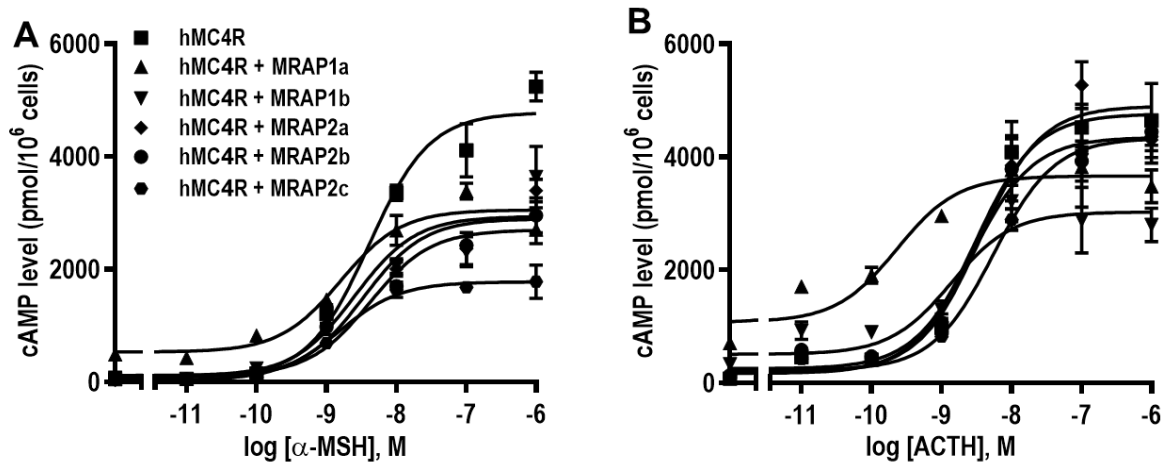 A
B
6000
4000
2000
0
cAMP level (pmol/10⁶ cells)
hMC4R
hMC4R + MRAP1a
hMC4R + MRAP1b
hMC4R + MRAP2a
hMC4R + MRAP2b
hMC4R + MRAP2c
-11 -10 -9 -8 -7 -6
log [α-MSH], M
6000
4000
2000
0
cAMP level (pmol/10⁶ cells)
-11 -10 -9 -8 -7 -6
log [ACTH], M